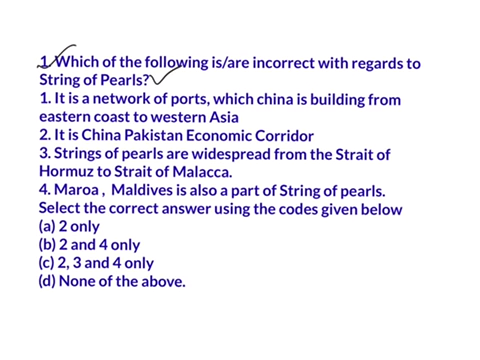 1. Which of the following is/are incorrect with regards to
String of Pearls?
1. It is a network of ports, which china is building from
eastern coast to western Asia
2. It is China Pakistan Economic Corridor
3. Strings of pearls are widespread from the Strait of
Hormuz to Strait of Malacca.
4. Maroa , Maldives is also a part of String of pearls.
Select the correct answer using the codes given below
(a) 2 only
(b) 2 and 4 only
(c) 2, 3 and 4 only
(d) None of the above.